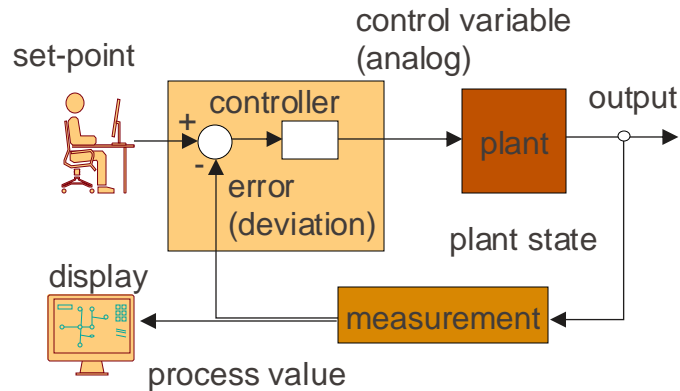 control variable
(analog)
set-point
controller
output
+
plant
-
error
(deviation)
plant state
display
measurement
process value